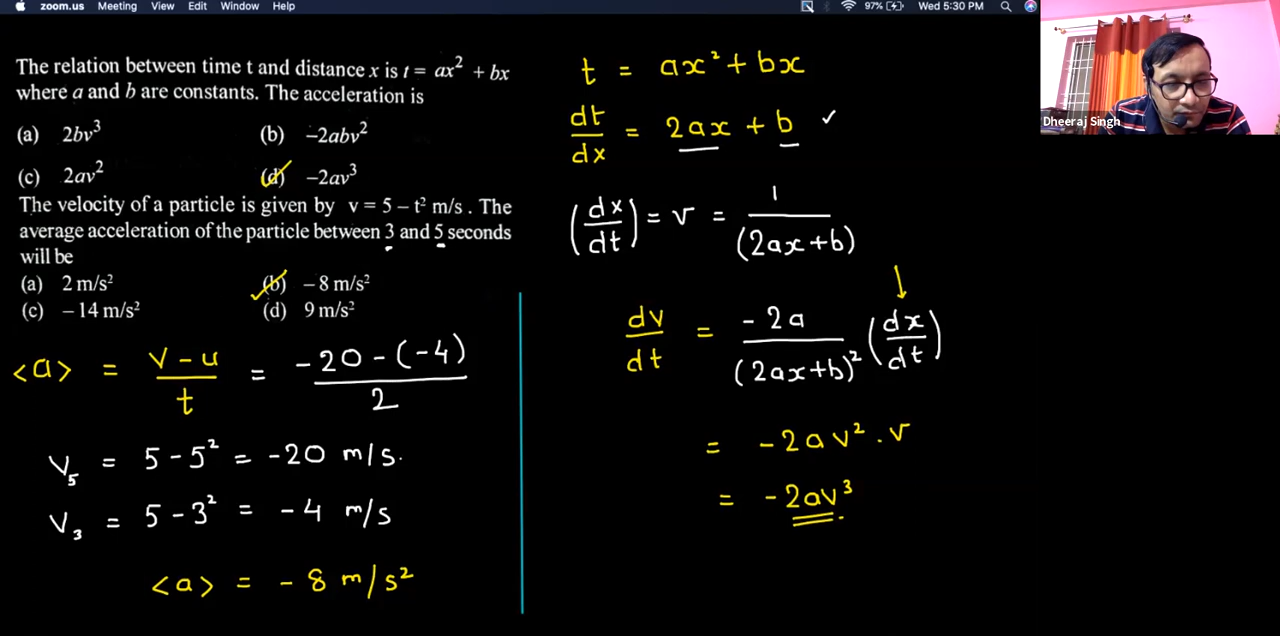 zoom.us Meeting View Edit Window Help 97% Wed 5:30 PM
Dheeraj Singh
The relation between time t and distance x is t = ax² + bx
where a and b are constants. The acceleration is
(a) 2bv³ (b) −2abv²
(c) 2av² (d) −2av³
The velocity of a particle is given by v = 5 − t² m/s . The
average acceleration of the particle between 3 and 5 seconds
will be
(a) 2 m/s² (b) − 8 m/s²
(c) − 14 m/s² (d) 9 m/s²
<a> = (v - u)/t = (-20 - (-4))/2
V₅ = 5 - 5² = -20 m/s.
V₃ = 5 - 3² = -4 m/s
<a> = - 8 m/s²
t = ax² + bx
dt/dx = 2ax + b ✓
(dx/dt) = v = 1/(2ax+b)
↓
dv/dt = -2a/(2ax+b)² (dx/dt)
= -2av² . v
= -2av³.